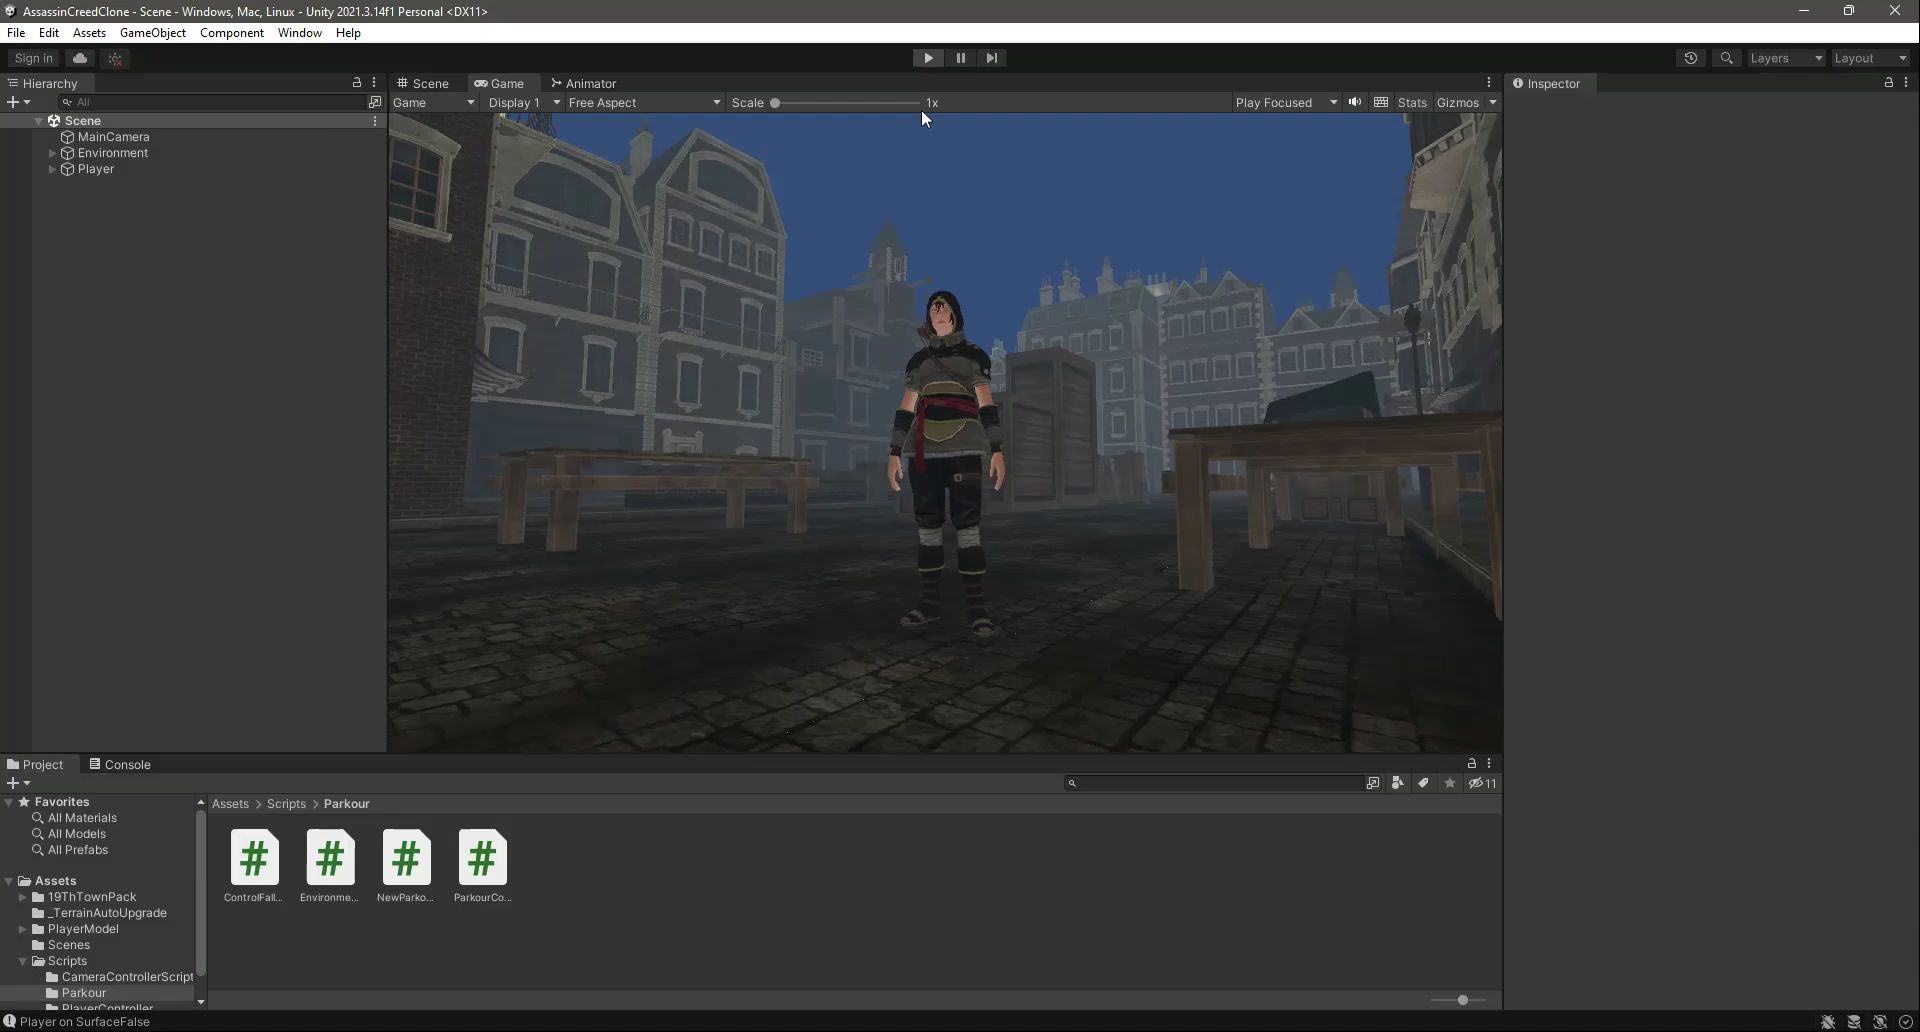 AssassinCreedClone - Scene - Windows, Mac, Linux - Unity 2021.3.14f1 Personal <DX11>
File Edit Assets GameObject Component Window Help
Sign in Layers Layout
Hierarchy Scene Game Animator Inspector
All Game Display 1 Free Aspect Scale 1x Play Focused Stats Gizmos
Scene
MainCamera
Environment
Player
Project Console
11
Favorites Assets > Scripts > Parkour
All Materials
All Models
All Prefabs
ControlFall... Environme... NewParko... ParkourCo...
Assets
19ThTownPack
_TerrainAutoUpgrade
PlayerModel
Scenes
Scripts
CameraControllerScript
Parkour
PlayerController
Player on SurfaceFalse